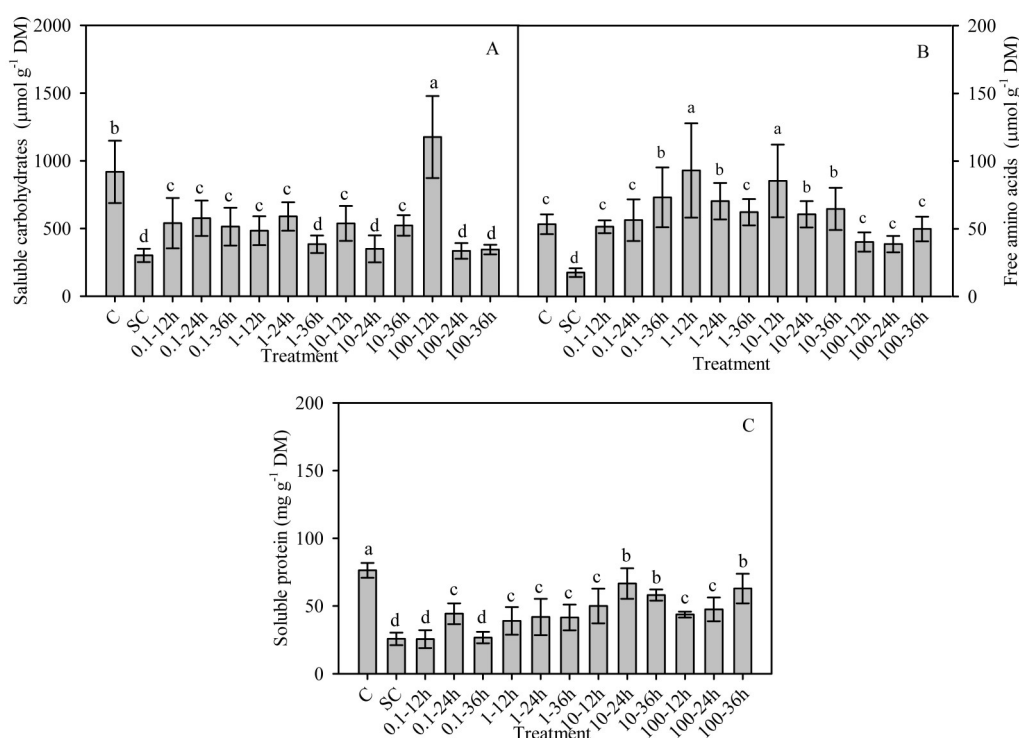 Saluble carbohydrates (μmol g-1 DM)
2000
1500
1000
500
0
A
b
d
c
c
c
c
c
d
c
d
c
a
d
d
C
SC
0.1-12h
0.1-24h
0.1-36h
1-12h
1-24h
1-36h
10-12h
10-24h
10-36h
100-12h
100-24h
100-36h
Treatment
B
c
d
c
c
b
a
b
c
a
b
b
c
c
c
C
SC
0.1-12h
0.1-24h
0.1-36h
1-12h
1-24h
1-36h
10-12h
10-24h
10-36h
100-12h
100-24h
100-36h
Treatment
200
150
100
50
0
Free amino acids (μmol g-1 DM)
Soluble protein (mg g-1 DM)
200
150
100
50
0
C
a
d
d
c
d
c
c
c
c
b
b
c
c
b
C
SC
0.1-12h
0.1-24h
0.1-36h
1-12h
1-24h
1-36h
10-12h
10-24h
10-36h
100-12h
100-24h
100-36h
Treatment